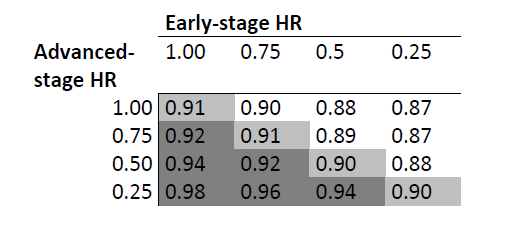 Early-stage HR
Advanced-stage HR 1.00 0.75 0.5 0.25
1.00 0.91 0.90 0.88 0.87
0.75 0.92 0.91 0.89 0.87
0.50 0.94 0.92 0.90 0.88
0.25 0.98 0.96 0.94 0.90